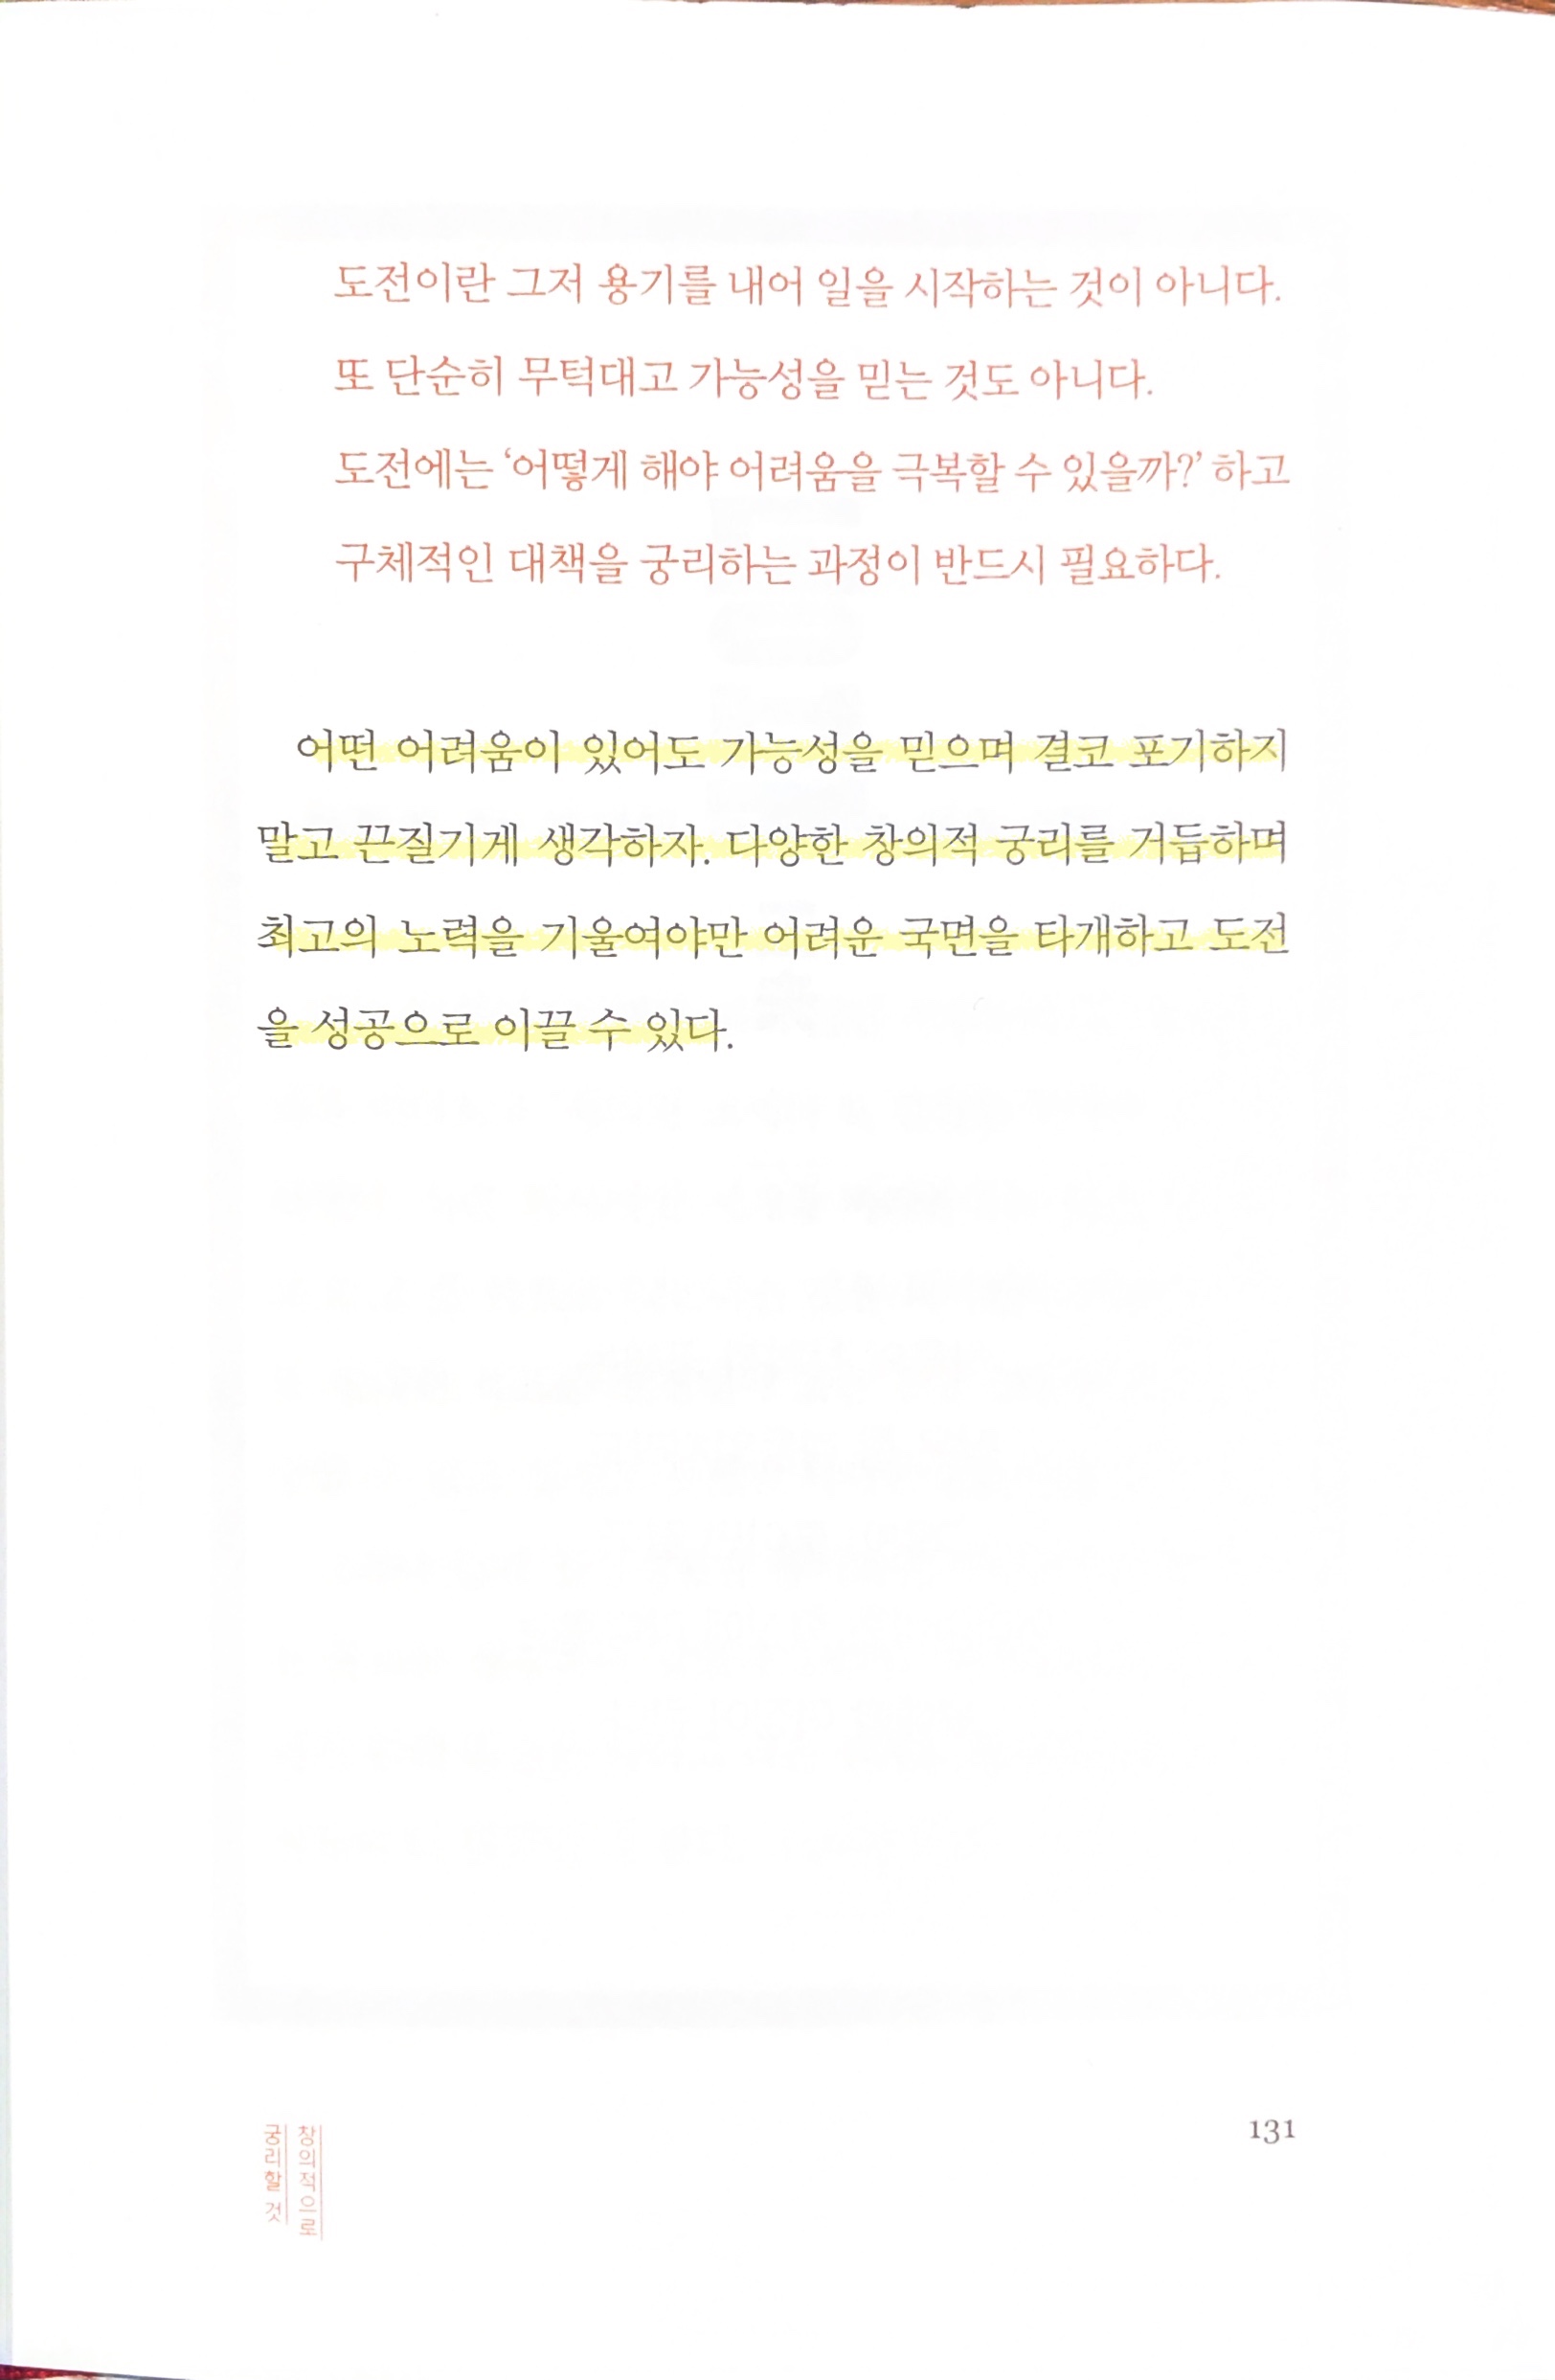 도전이란 그저 용기를 내어 일을 시작하는 것이 아니다.
또 단순히 무턱대고 가능성을 믿는 것도 아니다.
도전에는 ‘어떻게 해야 어려움을 극복할 수 있을까?’ 하고
구체적인 대책을 궁리하는 과정이 반드시 필요하다.
어떤 어려움이 있어도 가능성을 믿으며 결코 포기하지
말고 끈질기게 생각하자. 다양한 창의적 궁리를 거듭하며
최고의 노력을 기울여야만 어려운 국면을 타개하고 도전
을 성공으로 이끌 수 있다.
창의적으로
궁리할 것
131